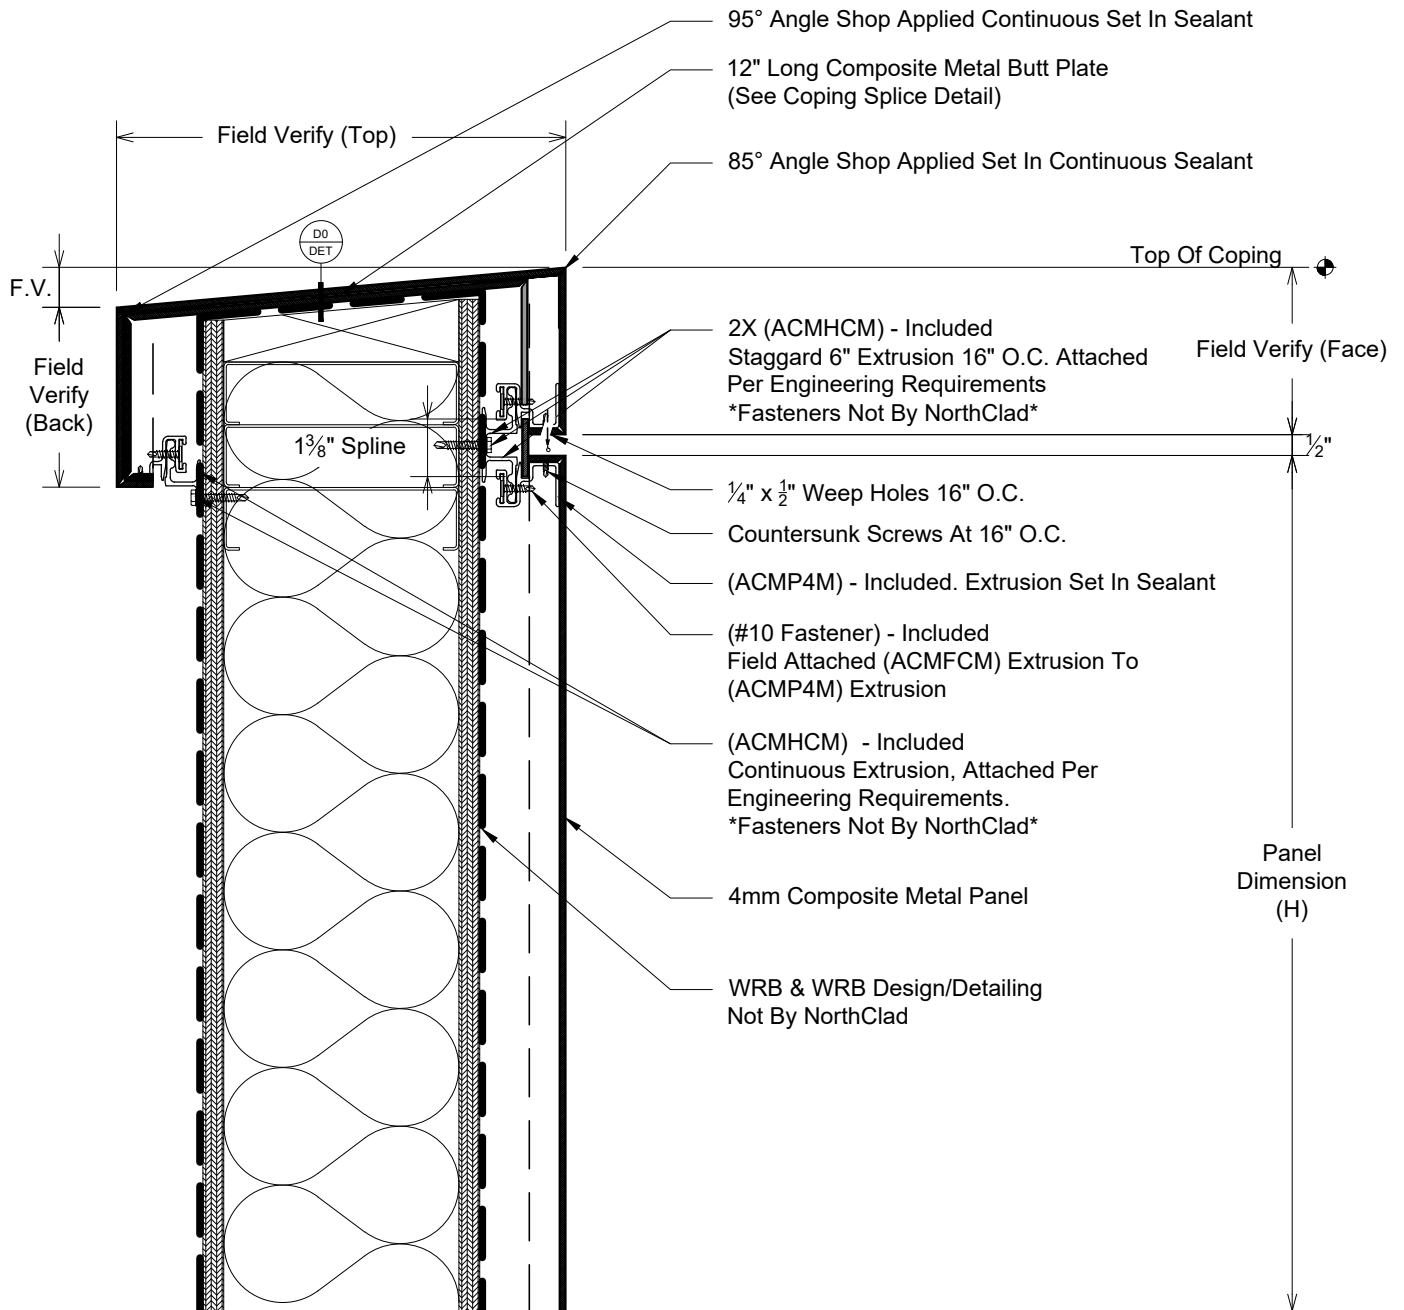 95° Angle Shop Applied Continuous Set In Sealant
12" Long Composite Metal Butt Plate
(See Coping Splice Detail)
Field Verify (Top)
85° Angle Shop Applied Set In Continuous Sealant
D0
DET
Top Of Coping
F.V.
2X (ACMHCM) - Included
Staggard 6" Extrusion 16" O.C. Attached
Per Engineering Requirements
*Fasteners Not By NorthClad*
Field Verify (Face)
Field
Verify
(Back)
1⅜" Spline
½"
¼" x ½" Weep Holes 16" O.C.
Countersunk Screws At 16" O.C.
(ACMP4M) - Included. Extrusion Set In Sealant
(#10 Fastener) - Included
Field Attached (ACMFCM) Extrusion To
(ACMP4M) Extrusion
(ACMHCM)  - Included
Continuous Extrusion, Attached Per
Engineering Requirements.
*Fasteners Not By NorthClad*
Panel
Dimension
(H)
4mm Composite Metal Panel
WRB & WRB Design/Detailing
Not By NorthClad